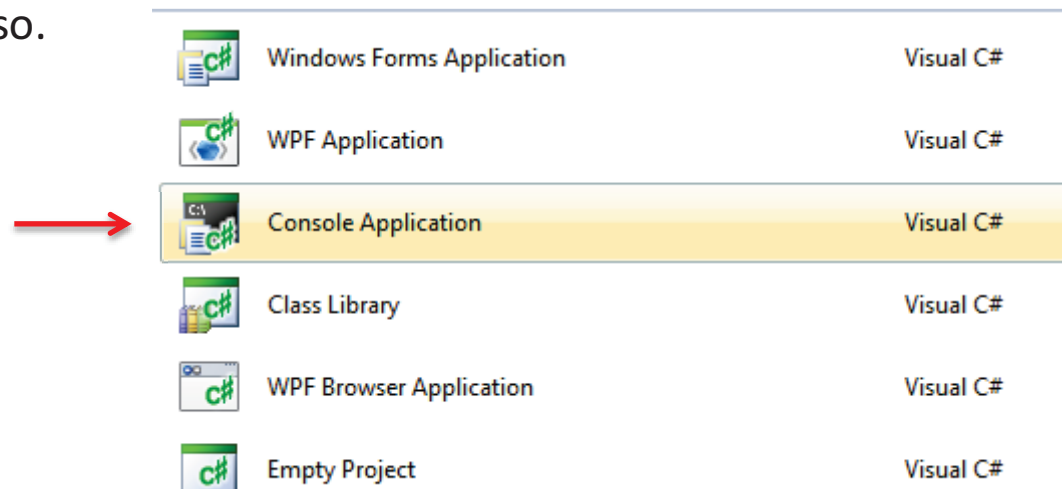 so.
Windows Forms Application Visual C#
WPF Application Visual C#
Console Application Visual C#
Class Library Visual C#
WPF Browser Application Visual C#
Empty Project Visual C#